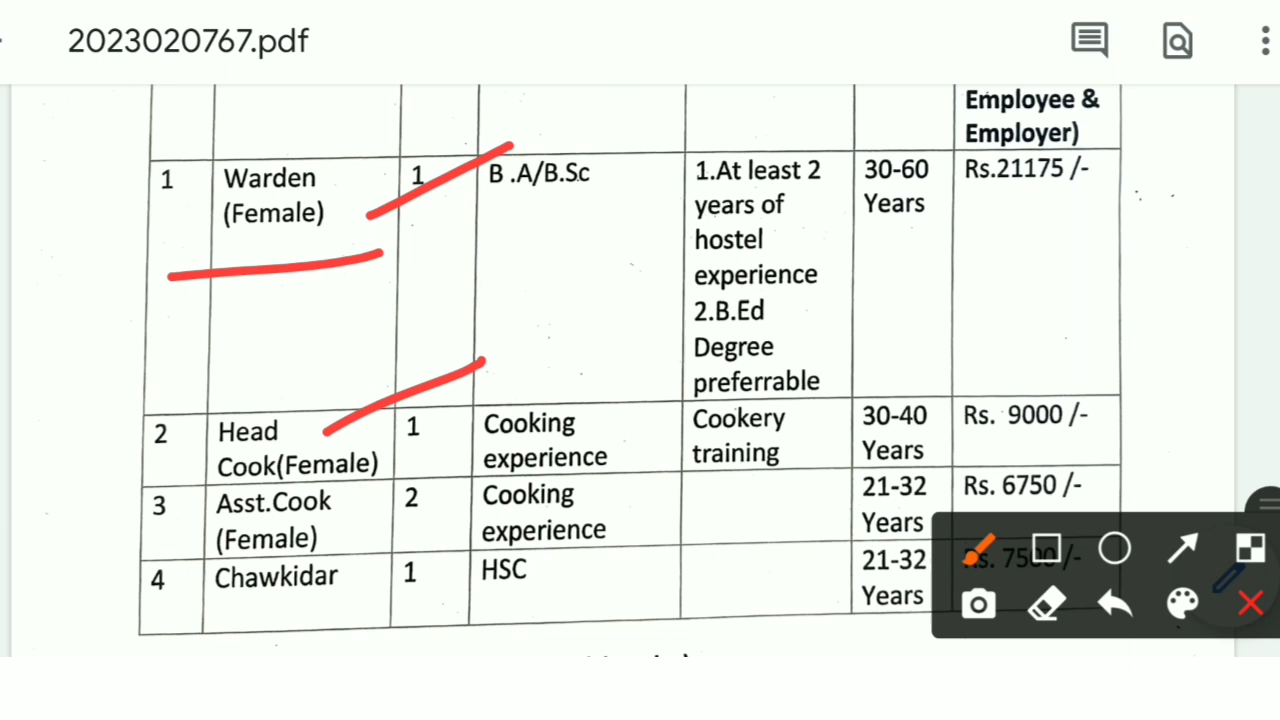 2023020767.pdf
Employee &
Employer)
1 Warden 1 B .A/B.Sc 1.At least 2 30-60 Rs.21175 /-
(Female) years of Years
hostel
experience
2.B.Ed
Degree
preferrable
2 Head 1 Cooking Cookery 30-40 Rs. 9000 /-
Cook(Female) experience training Years
3 Asst.Cook 2 Cooking 21-32 Rs. 6750 /-
(Female) experience Years
4 Chawkidar 1 HSC 21-32 Rs. 7500 /-
Years